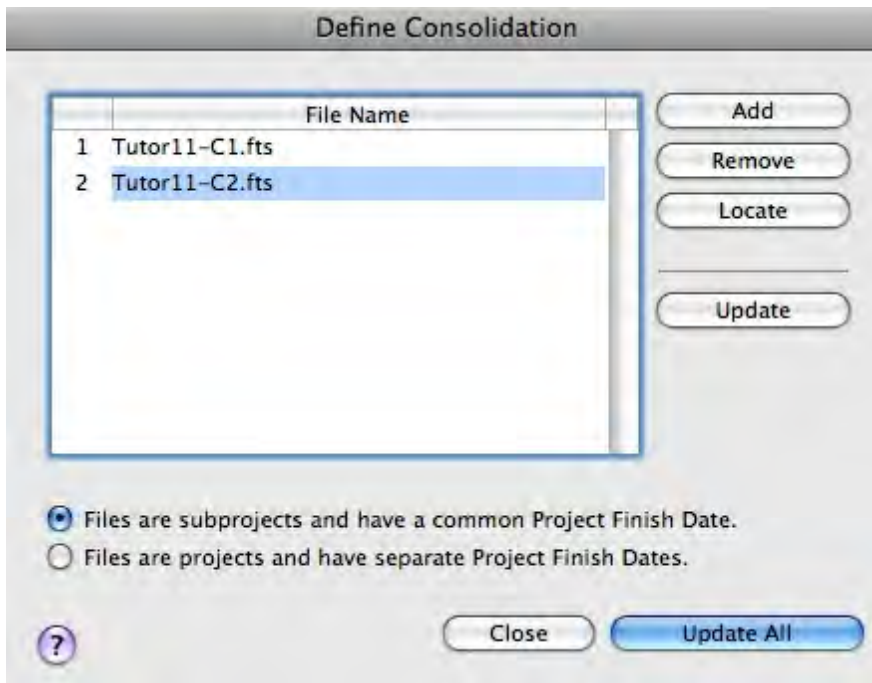 Define Consolidation
File Name
Add
1 Tutor11-C1.fts
Remove
2 Tutor11-C2.fts
Locate
Update
Files are subprojects and have a common Project Finish Date.
Files are projects and have separate Project Finish Dates.
?
Close
Update All